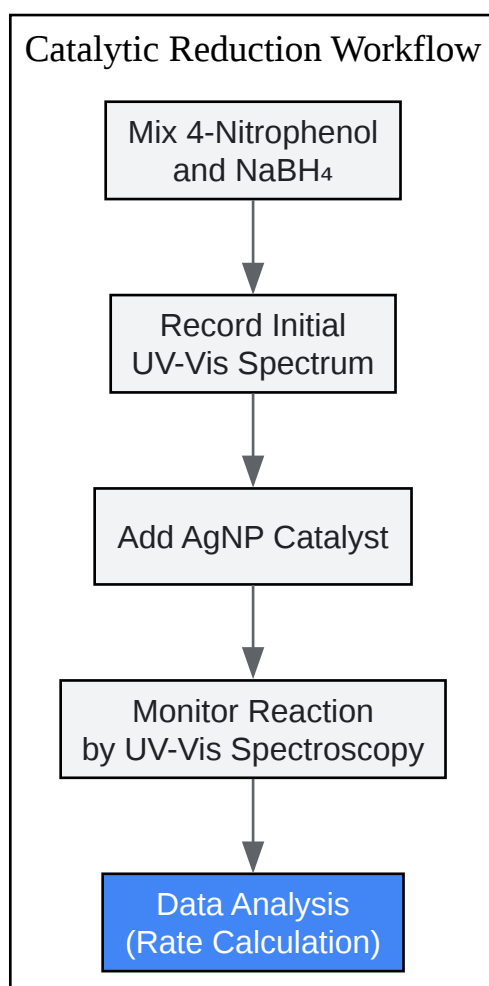 Catalytic Reduction Workflow
Mix 4-Nitrophenol
and NaBH₄
Record Initial
UV-Vis Spectrum
Add AgNP Catalyst
Monitor Reaction
by UV-Vis Spectroscopy
Data Analysis
(Rate Calculation)